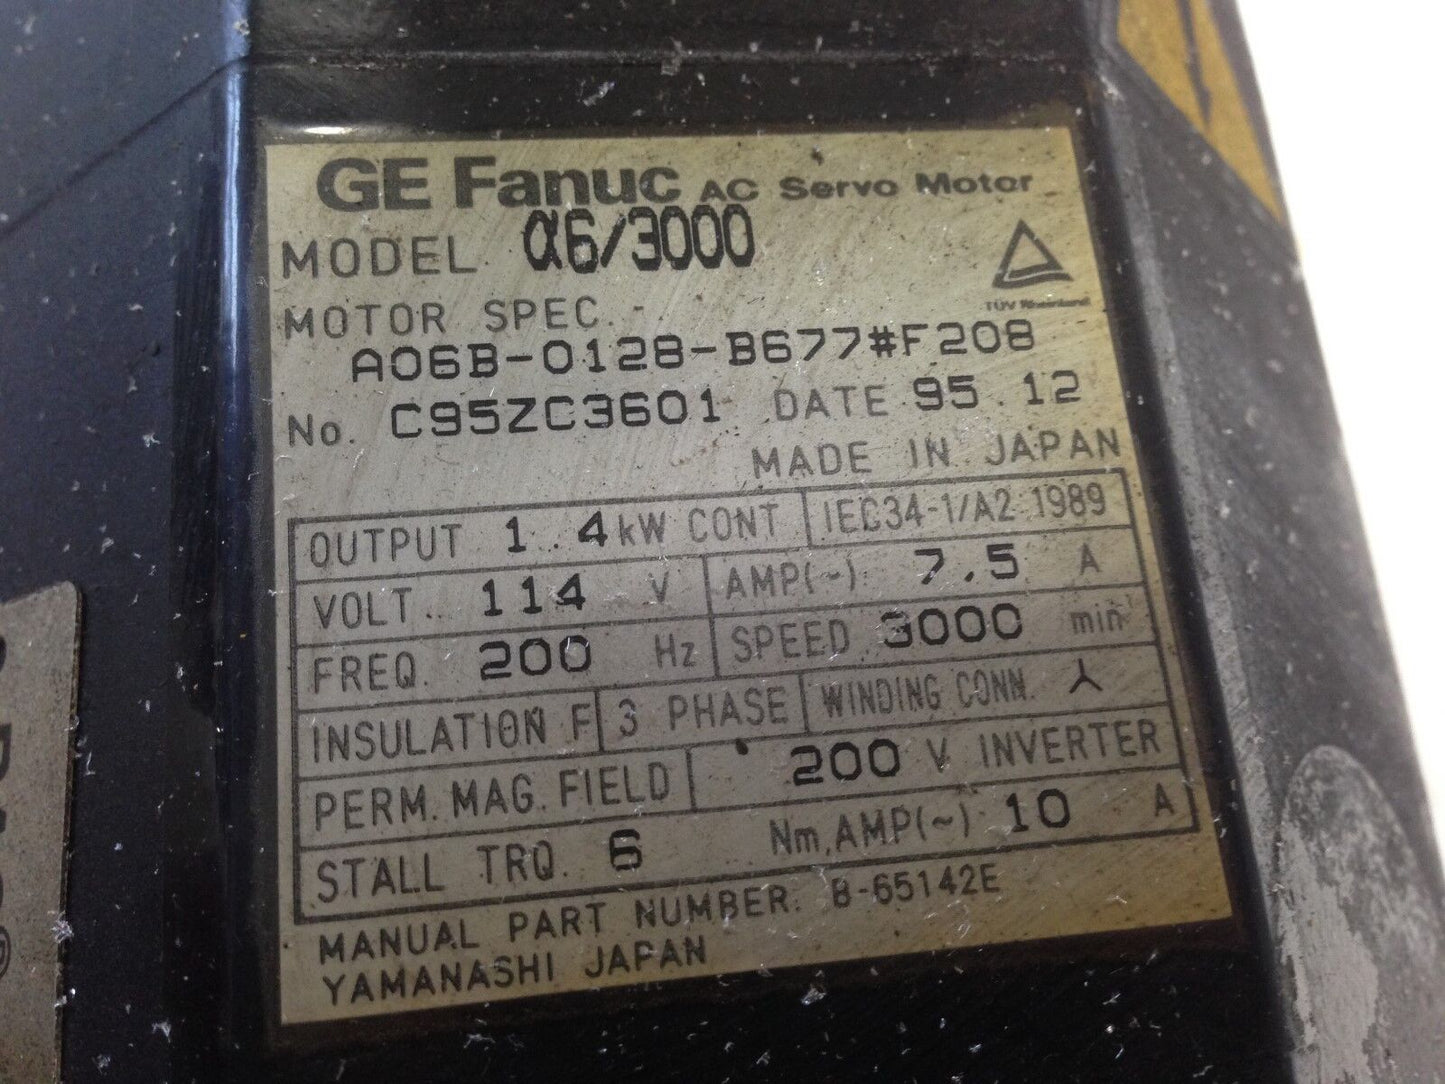 GE Fanuc AC Servo Motor
MODEL α6/3000
TÜV Rheinland
MOTOR SPEC.
A06B-0128-B677#F208
No. C95ZC3601 DATE 95.12
MADE IN JAPAN
OUTPUT 1.4kW CONT IEC34-1/A2 1989
VOLT. 114 V AMP(~) 7.5 A
FREQ. 200 Hz SPEED 3000 min
INSULATION F 3 PHASE WINDING CONN. 人
PERM. MAG. FIELD 200 V INVERTER
STALL TRQ. 6 Nm, AMP(~) 10 A
MANUAL PART NUMBER: B-65142E
YAMANASHI JAPAN